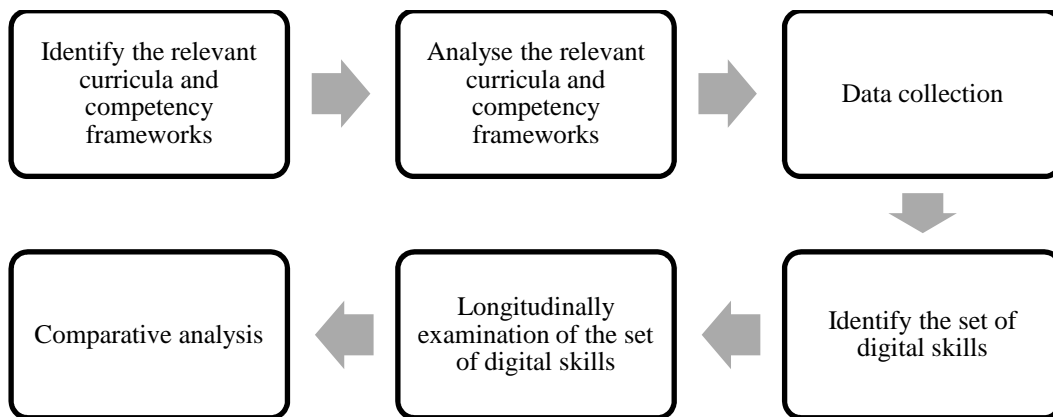 Identify the relevant
curricula and
competency
frameworks
Analyse the relevant
curricula and
competency
frameworks
Data collection
Identify the set of
digital skills
Longitudinally
examination of the set
of digital skills
Comparative analysis